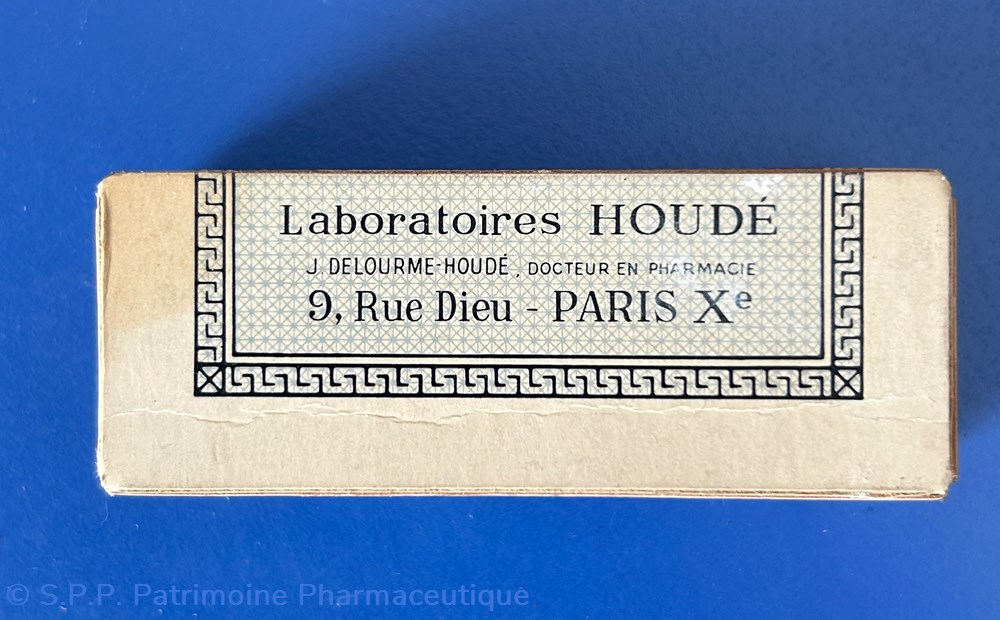 Laboratoires HOUDÉ
J. DELOURME-HOUDÉ, DOCTEUR EN PHARMACIE
9, Rue Dieu - PARIS Xe
© S.P.P. Patrimoine Pharmaceutique